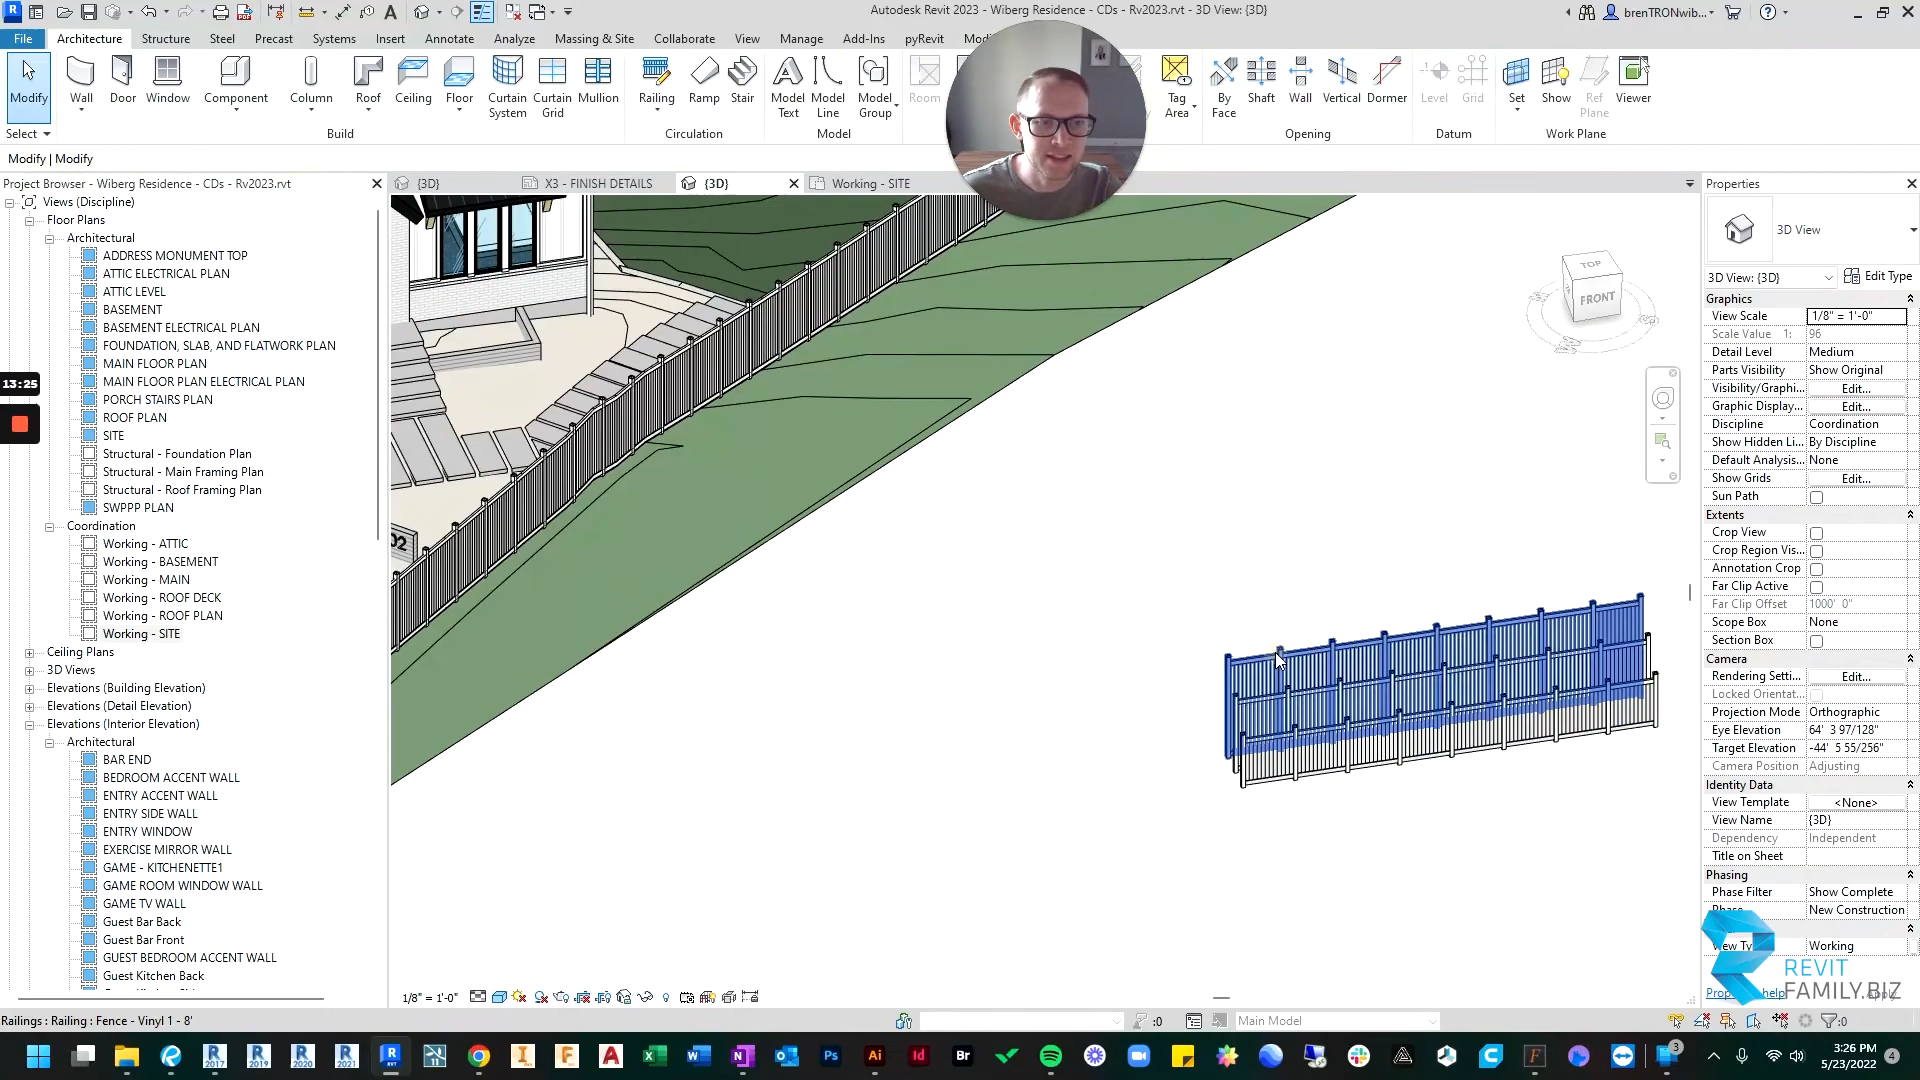 Autodesk Revit 2023 - Wiberg Residence - CDs - Rv2023.rvt - 3D View: {3D}
brenTRONwib...
File Architecture Structure Steel Precast Systems Insert Annotate Analyze Massing & Site Collaborate View Manage Add-Ins pyRevit
Modify Wall Door Window Component Column Roof Ceiling Floor Curtain System Curtain Grid Mullion Railing Ramp Stair Model Text Model Line Model Group Room Tag Area By Face Shaft Wall Vertical Dormer Level Grid Set Show Ref Plane Viewer
Select Build Circulation Model Opening Datum Work Plane
Modify | Modify
Project Browser - Wiberg Residence - CDs - Rv2023.rvt
{3D} X3 - FINISH DETAILS {3D} Working - SITE
Views (Discipline)
Floor Plans
Architectural
ADDRESS MONUMENT TOP
ATTIC ELECTRICAL PLAN
ATTIC LEVEL
BASEMENT
BASEMENT ELECTRICAL PLAN
FOUNDATION, SLAB, AND FLATWORK PLAN
MAIN FLOOR PLAN
MAIN FLOOR PLAN ELECTRICAL PLAN
PORCH STAIRS PLAN
ROOF PLAN
SITE
Structural - Foundation Plan
Structural - Main Framing Plan
Structural - Roof Framing Plan
SWPPP PLAN
Coordination
Working - ATTIC
Working - BASEMENT
Working - MAIN
Working - ROOF DECK
Working - ROOF PLAN
Working - SITE
Ceiling Plans
3D Views
Elevations (Building Elevation)
Elevations (Detail Elevation)
Elevations (Interior Elevation)
Architectural
BAR END
BEDROOM ACCENT WALL
ENTRY ACCENT WALL
ENTRY SIDE WALL
ENTRY WINDOW
EXERCISE MIRROR WALL
GAME - KITCHENETTE1
GAME ROOM WINDOW WALL
GAME TV WALL
Guest Bar Back
Guest Bar Front
GUEST BEDROOM ACCENT WALL
Guest Kitchen Back
13:25
02
TOP
FRONT
Properties
3D View
3D View: {3D} Edit Type
Graphics
View Scale 1/8" = 1'-0"
Scale Value 1: 96
Detail Level Medium
Parts Visibility Show Original
Visibility/Graphi... Edit...
Graphic Display... Edit...
Discipline Coordination
Show Hidden Li... By Discipline
Default Analysis... None
Show Grids Edit...
Sun Path
Extents
Crop View
Crop Region Vis...
Annotation Crop
Far Clip Active
Far Clip Offset 1000' 0"
Scope Box None
Section Box
Camera
Rendering Setti... Edit...
Locked Orientat...
Projection Mode Orthographic
Eye Elevation 64' 3 97/128"
Target Elevation -44' 5 55/256"
Camera Position Adjusting
Identity Data
View Template <None>
View Name {3D}
Dependency Independent
Title on Sheet
Phasing
Phase Filter Show Complete
Phase New Construction
Working
REVIT
FAMILY.BIZ
1/8" = 1'-0"
Railings : Railing : Fence - Vinyl 1 - 8'
:0 Main Model :0
2017 2019 2020 2021
3:26 PM
5/23/2022